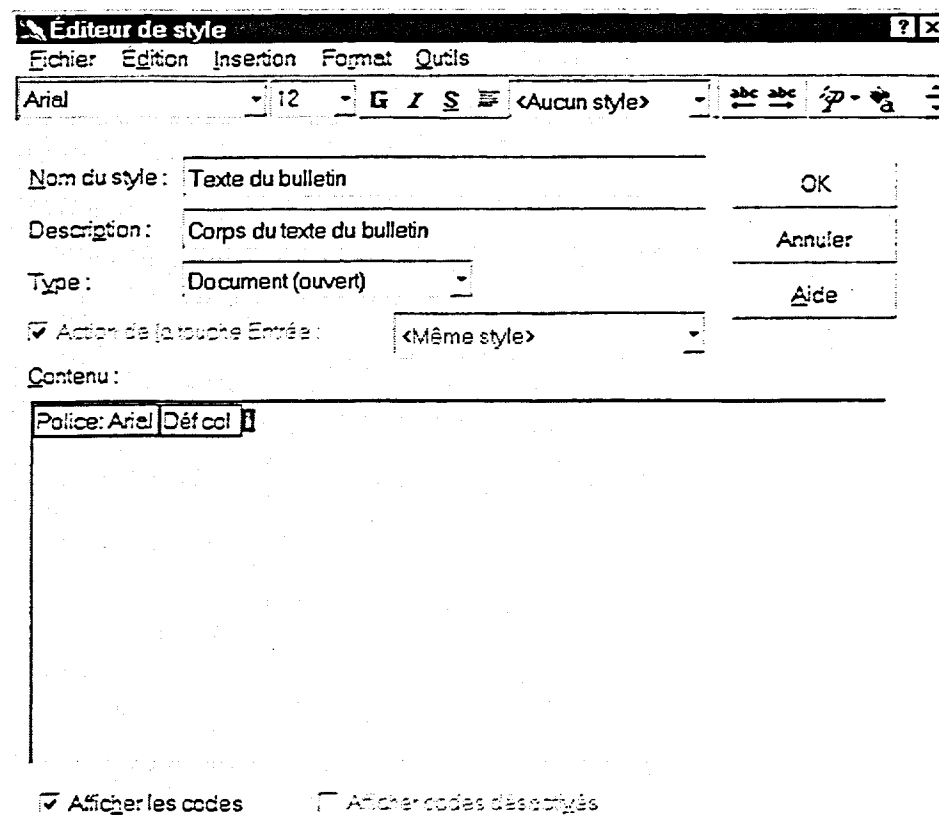 Éditeur de style
Fichier Édition Insertion Format Outils
Arial 12 G I S <Aucun style> abc abc
Nom du style : Texte du bulletin OK
Description : Corps du texte du bulletin Annuler
Type : Document (ouvert) Aide
Action de la touche Entrée : <Même style>
Contenu :
Police: Arial Déf col
Afficher les codes Afficher codes désactivés